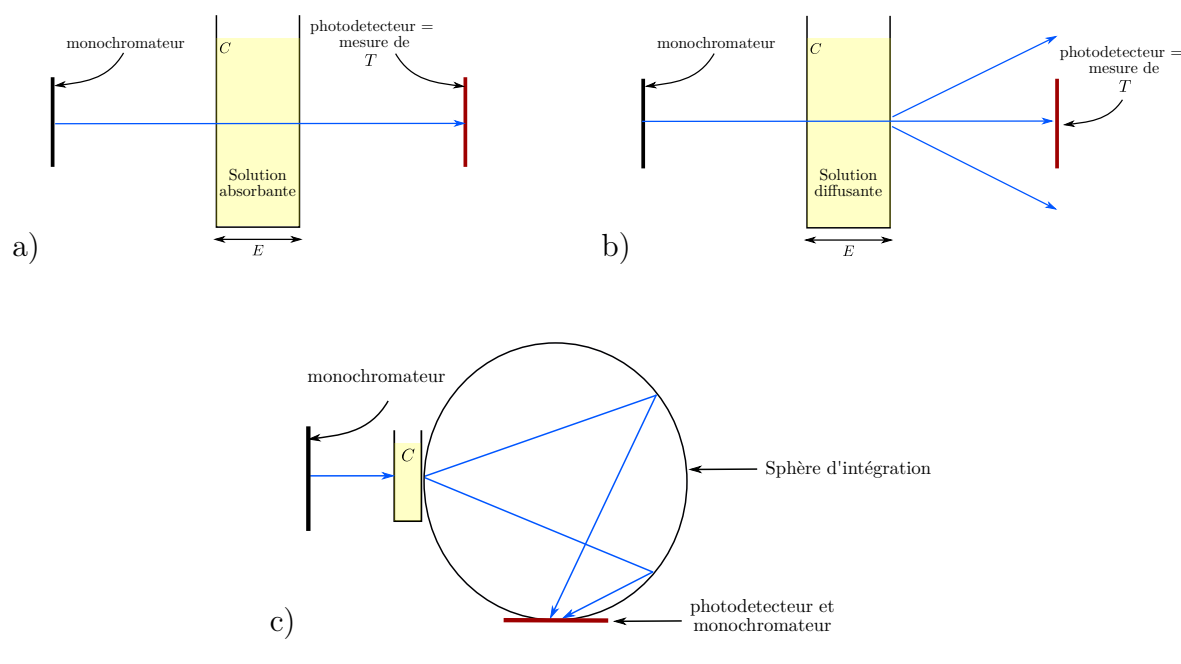 monochromateur
C
photodetecteur =
mesure de
T
Solution
absorbante
E
a)
monochromateur
C
photodetecteur =
mesure de
T
Solution
diffusante
E
b)
monochromateur
C
Sphère d'intégration
photodetecteur et
monochromateur
c)